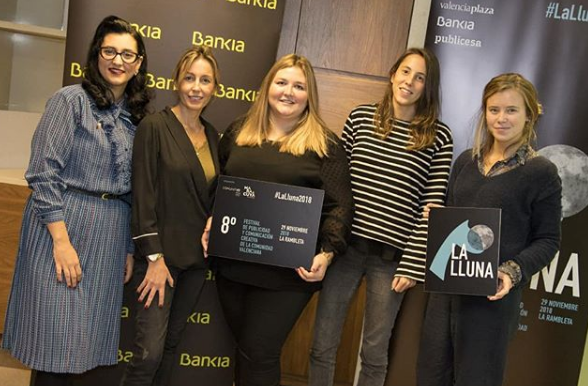 Bankia
Bankia
Bankia
Bankia
Bankia
Bankia
valenciaplaza
Bankia
publicesa
#LaLlu
#LaLluna2018
8º
FESTIVAL
DE PUBLICIDAD
Y COMUNICACIÓN
CREATIVA
DE LA COMUNIDAD
VALENCIANA
29 NOVIEMBRE
2018
LA RAMBLETA
LA
LLUNA
NA
29 NOVIEMBRE
2018
LA RAMBLETA